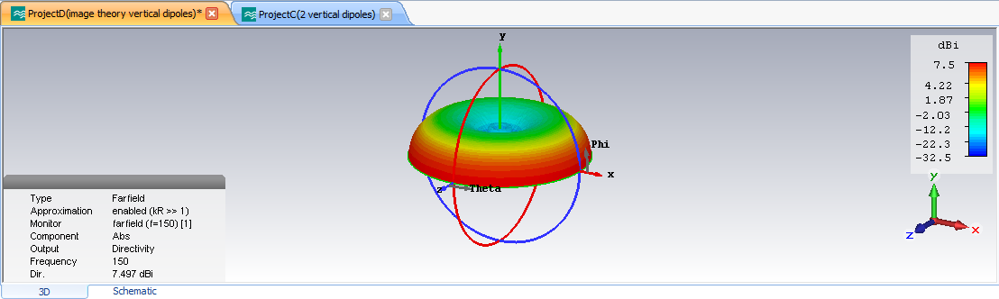 ProjectD(image theory vertical dipoles)* ProjectC(2 vertical dipoles)
y
dBi
7.5
4.22
1.87
-2.03
-12.2
-22.3
-32.5
Phi
x
z Theta
y
x
z
Type Farfield
Approximation enabled (kR >> 1)
Monitor farfield (f=150) [1]
Component Abs
Output Directivity
Frequency 150
Dir. 7.497 dBi
3D Schematic